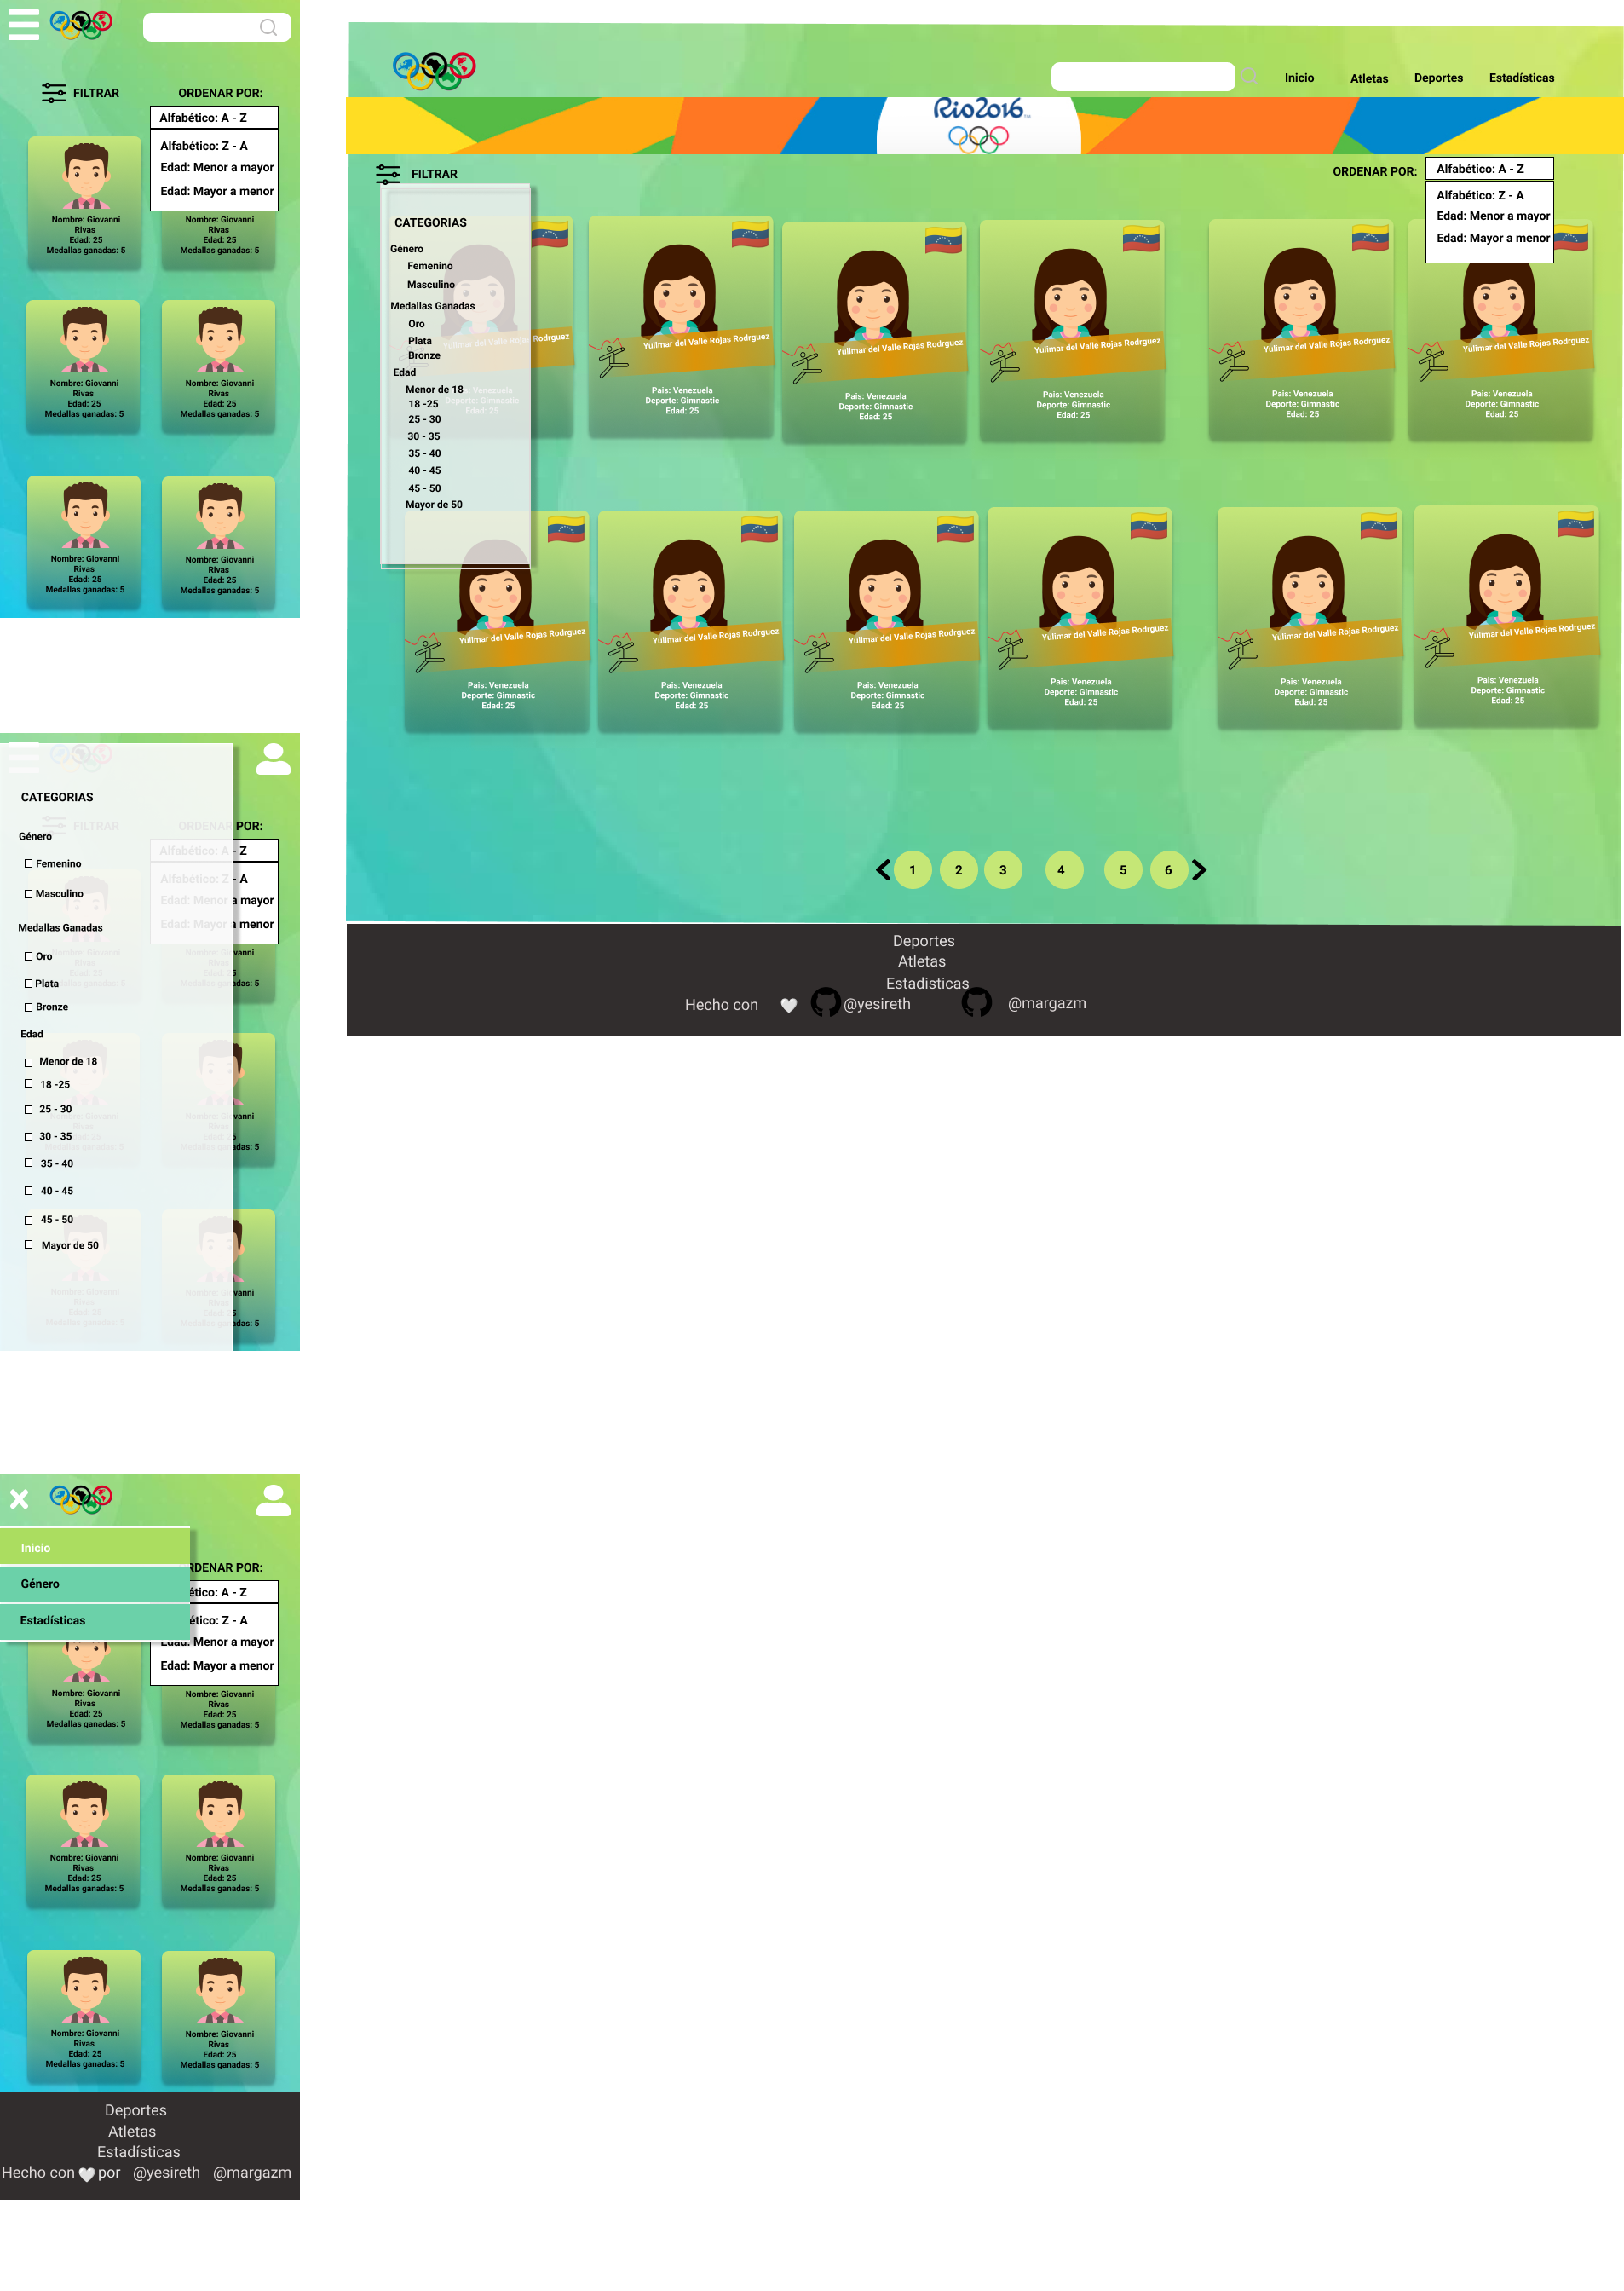 FILTRAR
ORDENAR POR:
Alfabético: A - Z
Alfabético: Z - A
Edad: Menor a mayor
Edad: Mayor a menor
Nombre: Giovanni
Rivas
Edad: 25
Medallas ganadas: 5
Nombre: Giovanni
Rivas
Edad: 25
Medallas ganadas: 5
Nombre: Giovanni
Rivas
Edad: 25
Medallas ganadas: 5
Nombre: Giovanni
Rivas
Edad: 25
Medallas ganadas: 5
Nombre: Giovanni
Rivas
Edad: 25
Medallas ganadas: 5
Nombre: Giovanni
Rivas
Edad: 25
Medallas ganadas: 5
Inicio
Atletas
Deportes
Estadísticas
Rio2016
FILTRAR
ORDENAR POR:
Alfabético: A - Z
Alfabético: Z - A
Edad: Menor a mayor
Edad: Mayor a menor
CATEGORIAS
Género
Femenino
Masculino
Medallas Ganadas
Oro
Plata
Bronze
Edad
Menor de 18
18 -25
25 - 30
30 - 35
35 - 40
40 - 45
45 - 50
Mayor de 50
Yulimar del Valle Rojas Rodrguez
Venezuela
Deporte: Gimnastic
Edad: 25
Yulimar del Valle Rojas Rodrguez
Pais: Venezuela
Deporte: Gimnastic
Edad: 25
Yulimar del Valle Rojas Rodrguez
Pais: Venezuela
Deporte: Gimnastic
Edad: 25
Yulimar del Valle Rojas Rodrguez
Pais: Venezuela
Deporte: Gimnastic
Edad: 25
Yulimar del Valle Rojas Rodrguez
Pais: Venezuela
Deporte: Gimnastic
Edad: 25
Yulimar del Valle Rojas Rodrguez
Pais: Venezuela
Deporte: Gimnastic
Edad: 25
Yulimar del Valle Rojas Rodrguez
Pais: Venezuela
Deporte: Gimnastic
Edad: 25
Yulimar del Valle Rojas Rodrguez
Pais: Venezuela
Deporte: Gimnastic
Edad: 25
Yulimar del Valle Rojas Rodrguez
Pais: Venezuela
Deporte: Gimnastic
Edad: 25
Yulimar del Valle Rojas Rodrguez
Pais: Venezuela
Deporte: Gimnastic
Edad: 25
Yulimar del Valle Rojas Rodrguez
Pais: Venezuela
Deporte: Gimnastic
Edad: 25
Yulimar del Valle Rojas Rodrguez
Pais: Venezuela
Deporte: Gimnastic
Edad: 25
1 2 3 4 5 6
Deportes
Atletas
Estadisticas
Hecho con @yesireth @margazm
CATEGORIAS
Género
Femenino
Masculino
Medallas Ganadas
Oro
Plata
Bronze
Edad
Menor de 18
18 -25
25 - 30
30 - 35
35 - 40
40 - 45
45 - 50
Mayor de 50
FILTRAR
ORDENAR POR:
Alfabético: A - Z
Alfabético: Z - A
Edad: Menor a mayor
Edad: Mayor a menor
Inicio
Género
Estadísticas
RDENAR POR:
ético: A - Z
ético: Z - A
Edad: Menor a mayor
Edad: Mayor a menor
Nombre: Giovanni
Rivas
Edad: 25
Medallas ganadas: 5
Nombre: Giovanni
Rivas
Edad: 25
Medallas ganadas: 5
Nombre: Giovanni
Rivas
Edad: 25
Medallas ganadas: 5
Nombre: Giovanni
Rivas
Edad: 25
Medallas ganadas: 5
Nombre: Giovanni
Rivas
Edad: 25
Medallas ganadas: 5
Nombre: Giovanni
Rivas
Edad: 25
Medallas ganadas: 5
Deportes
Atletas
Estadísticas
Hecho con por @yesireth @margazm